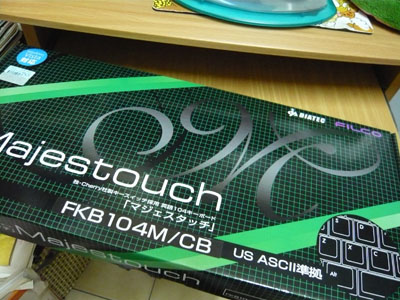 DIATEC FILCO
Majestouch
独・Cherry社製キースイッチ採用 英語104キーボード
「マジェスタッチ」
FKB104M/CB
US ASCII準拠
Z
X
Alt
Majestouch